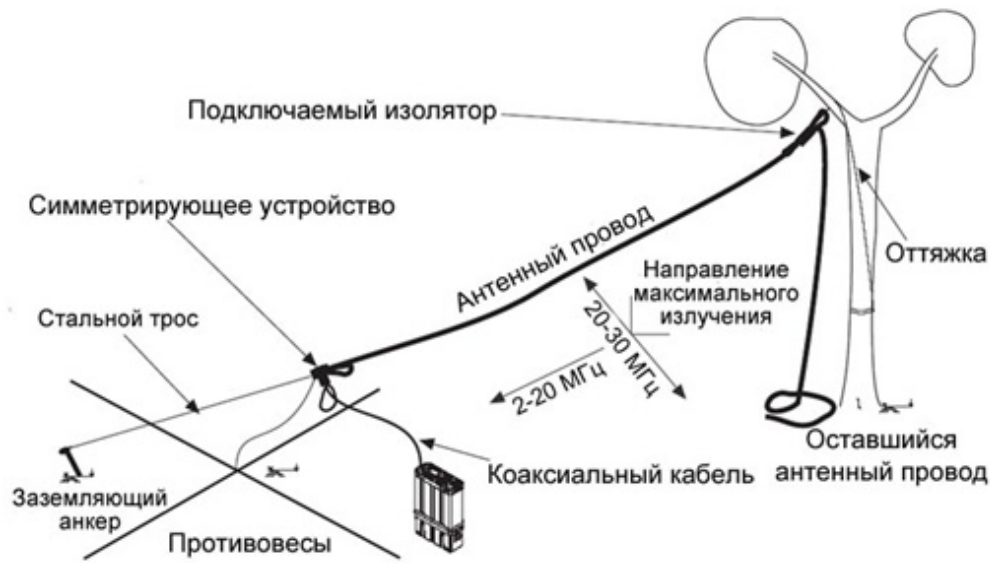 Подключаемый изолятор
Симметрирующее устройство
Антенный провод
Оттяжка
Направление
максимального
излучения
Стальной трос
20-30 МГц
2-20 МГц
Оставшийся
антенный провод
Коаксиальный кабель
Заземляющий
анкер
Противовесы